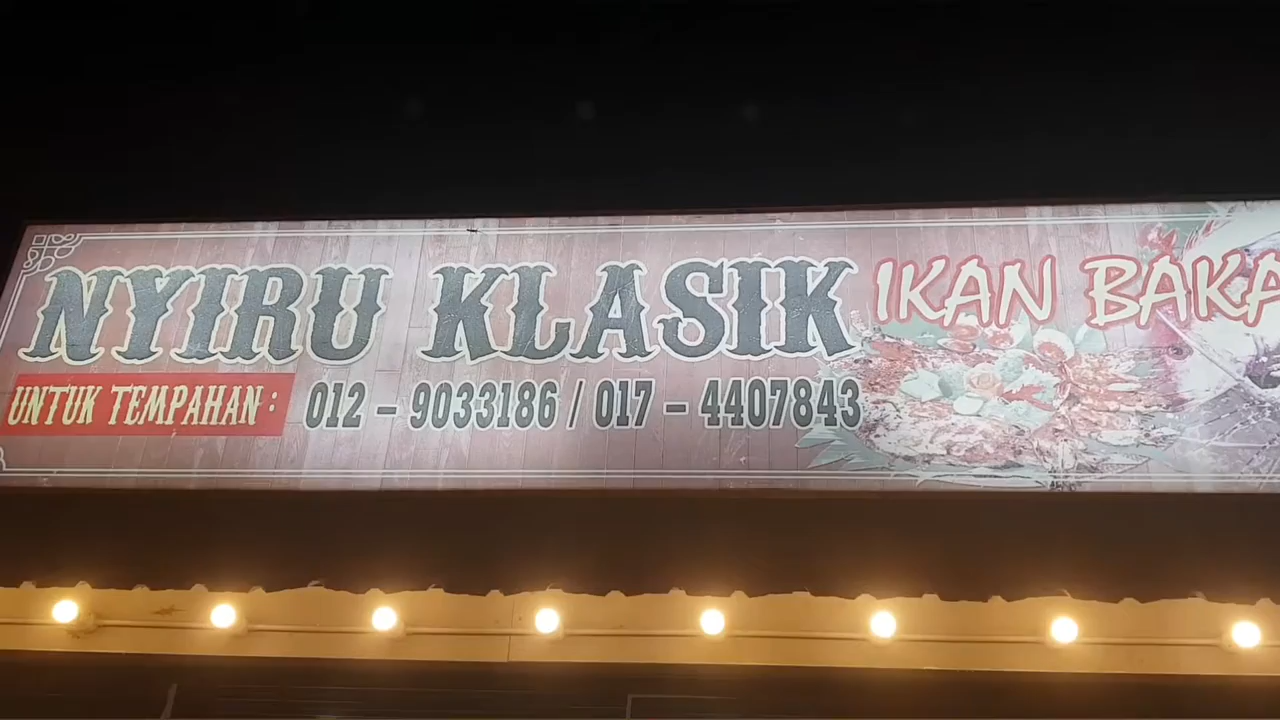 NYIRU KLASIK IKAN BAKA
UNTUK TEMPAHAN : 012 – 9033186 / 017 – 4407843